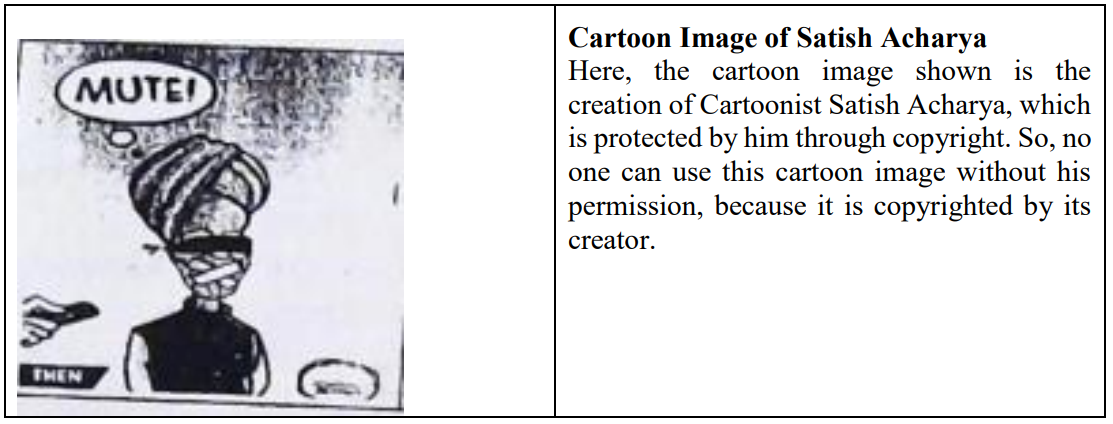 MUTE!
THEN
Cartoon Image of Satish Acharya
Here, the cartoon image shown is the
creation of Cartoonist Satish Acharya, which
is protected by him through copyright. So, no
one can use this cartoon image without his
permission, because it is copyrighted by its
creator.